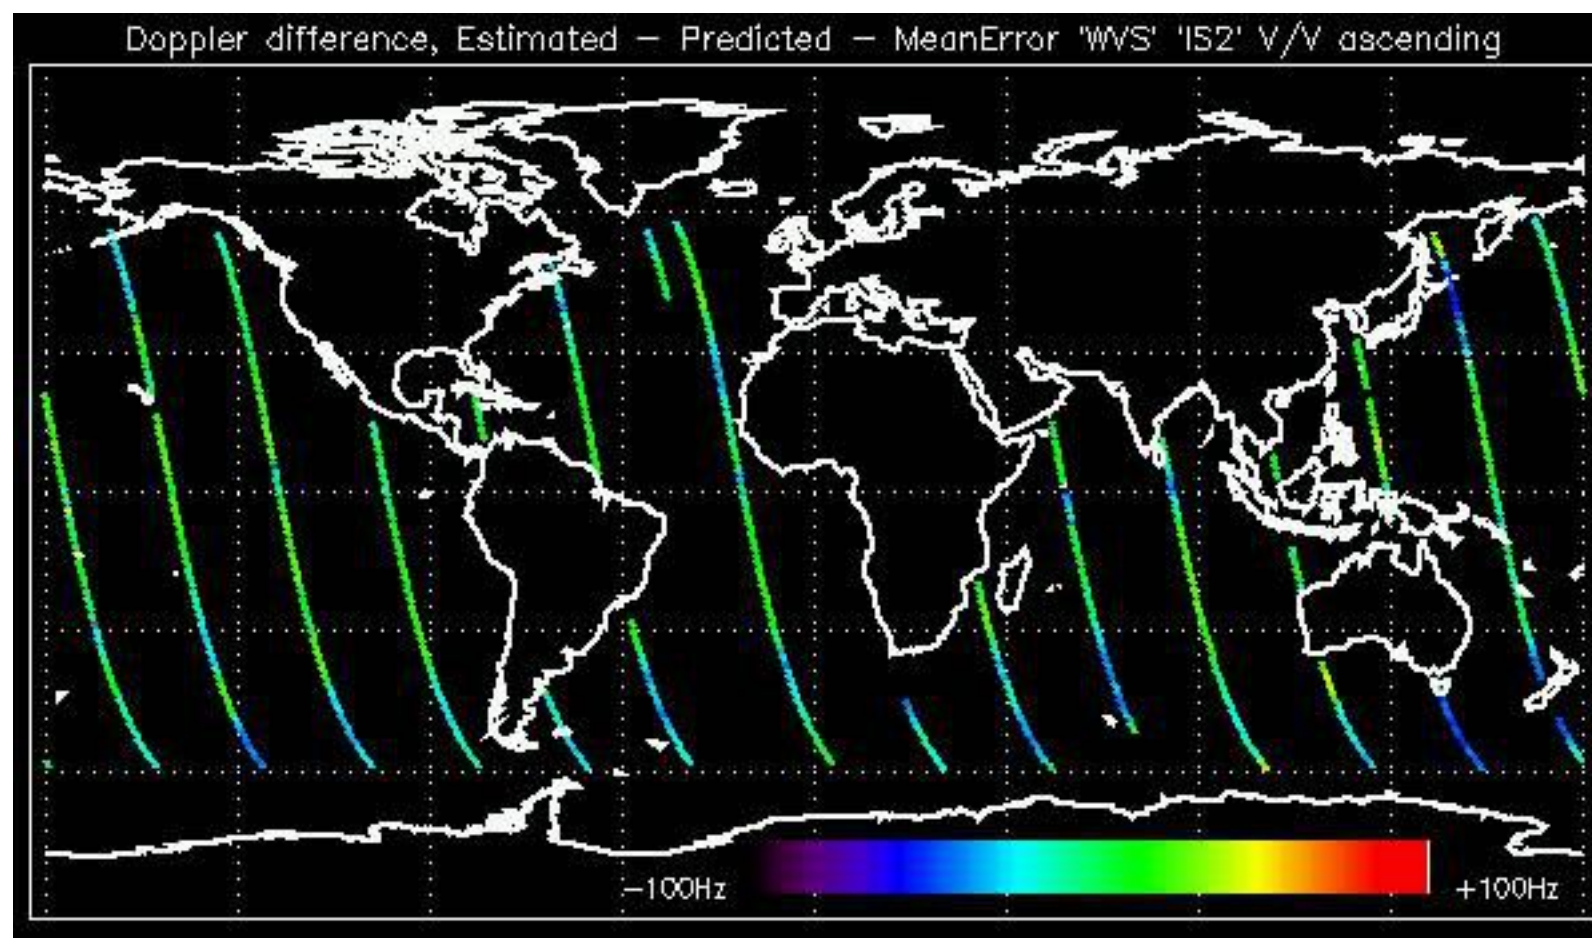 Doppler difference, Estimated – Predicted – MeanError 'WVS' 'IS2' V/V ascending
–100Hz +100Hz